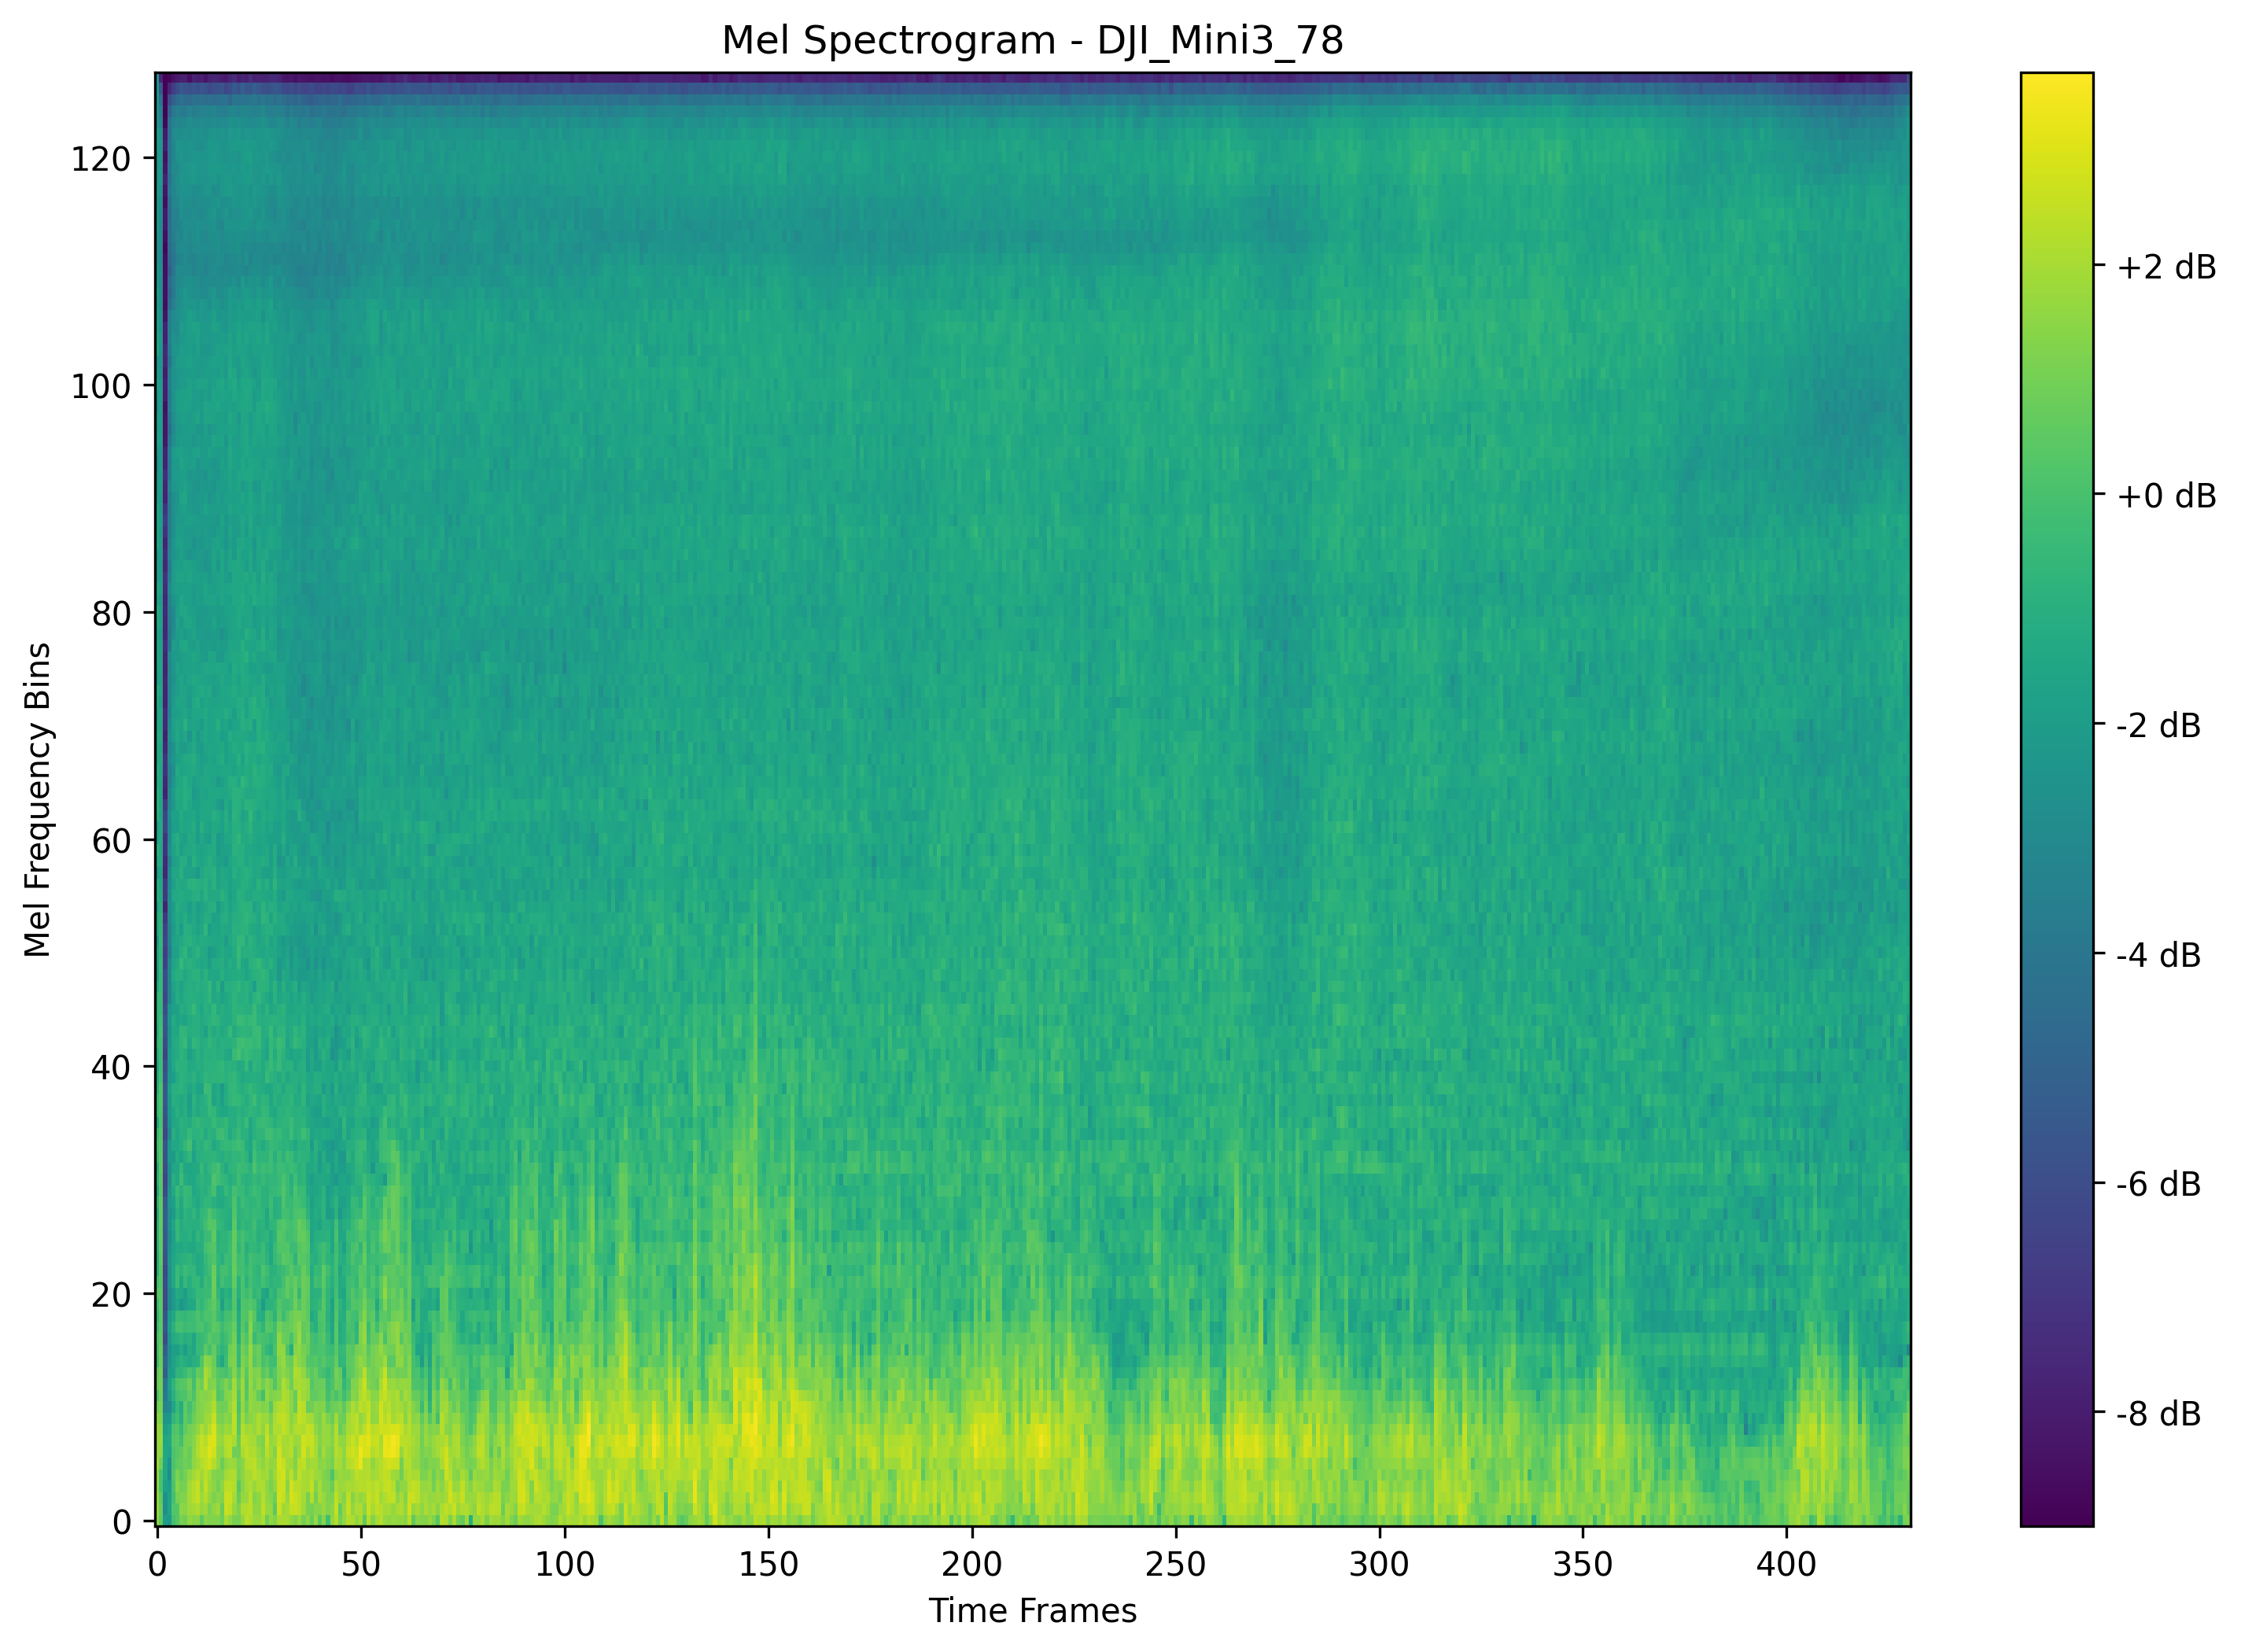 Mel Spectrogram - DJI_Mini3_78
120
100
80
60
40
20
0
Mel Frequency Bins
0 50 100 150 200 250 300 350 400
Time Frames
+2 dB
+0 dB
-2 dB
-4 dB
-6 dB
-8 dB